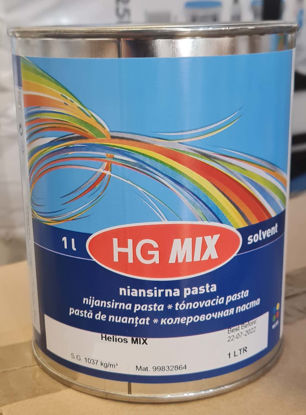 1 l
HG MIX
solvent
niansirna pasta
nijansirna pasta • tónovacia pasta
pastă de nuanţat • колеровочная паста
Helios MIX
Best Before
22-07-2022
S.G. 1037 kg/m³ Mat. 99832864
1 LTR